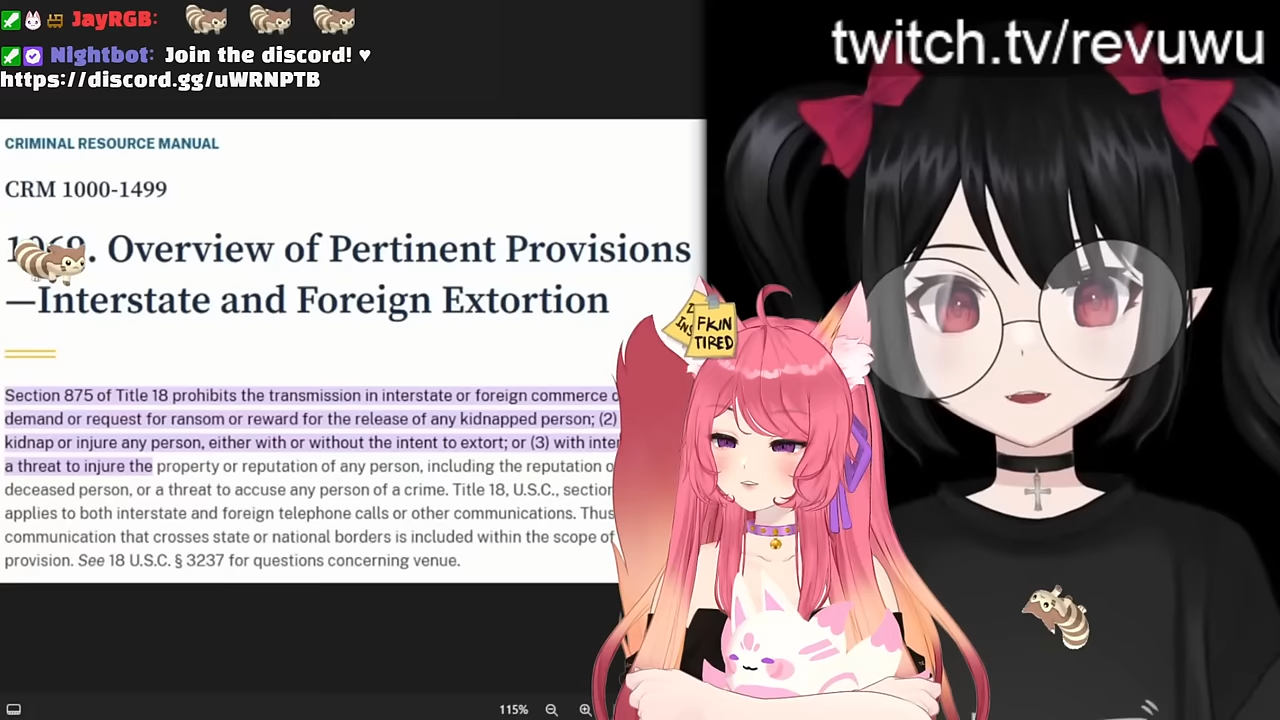 JayRGB:
twitch.tv/revuwu
Nightbot: Join the discord! ♥
https://discord.gg/uWRNPTB
CRIMINAL RESOURCE MANUAL
CRM 1000-1499
1069. Overview of Pertinent Provisions
—Interstate and Foreign Extortion
FKIN
TIRED
Section 875 of Title 18 prohibits the transmission in interstate or foreign commerce
demand or request for ransom or reward for the release of any kidnapped person; (2)
kidnap or injure any person, either with or without the intent to extort; or (3) with
a threat to injure the property or reputation of any person, including the reputation
deceased person, or a threat to accuse any person of a crime. Title 18, U.S.C.,
applies to both interstate and foreign telephone calls or other communications. Thus
communication that crosses state or national borders is included within the scope of
provision. See 18 U.S.C. § 3237 for questions concerning venue.
115%